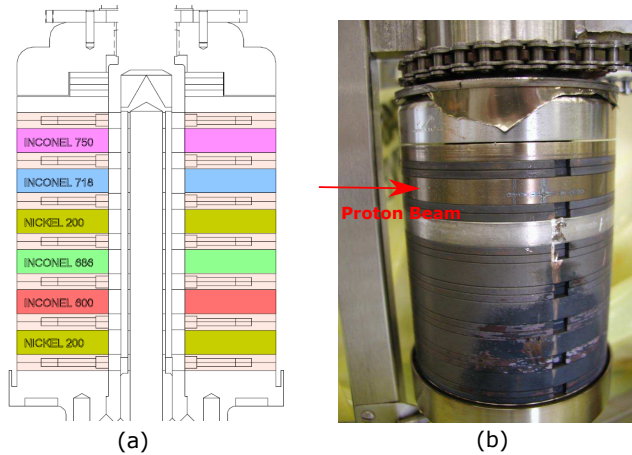 INCONEL 750
INCONEL 718
NICKEL 200
INCONEL 686
INCONEL 600
NICKEL 200
(a)
Proton Beam
(b)